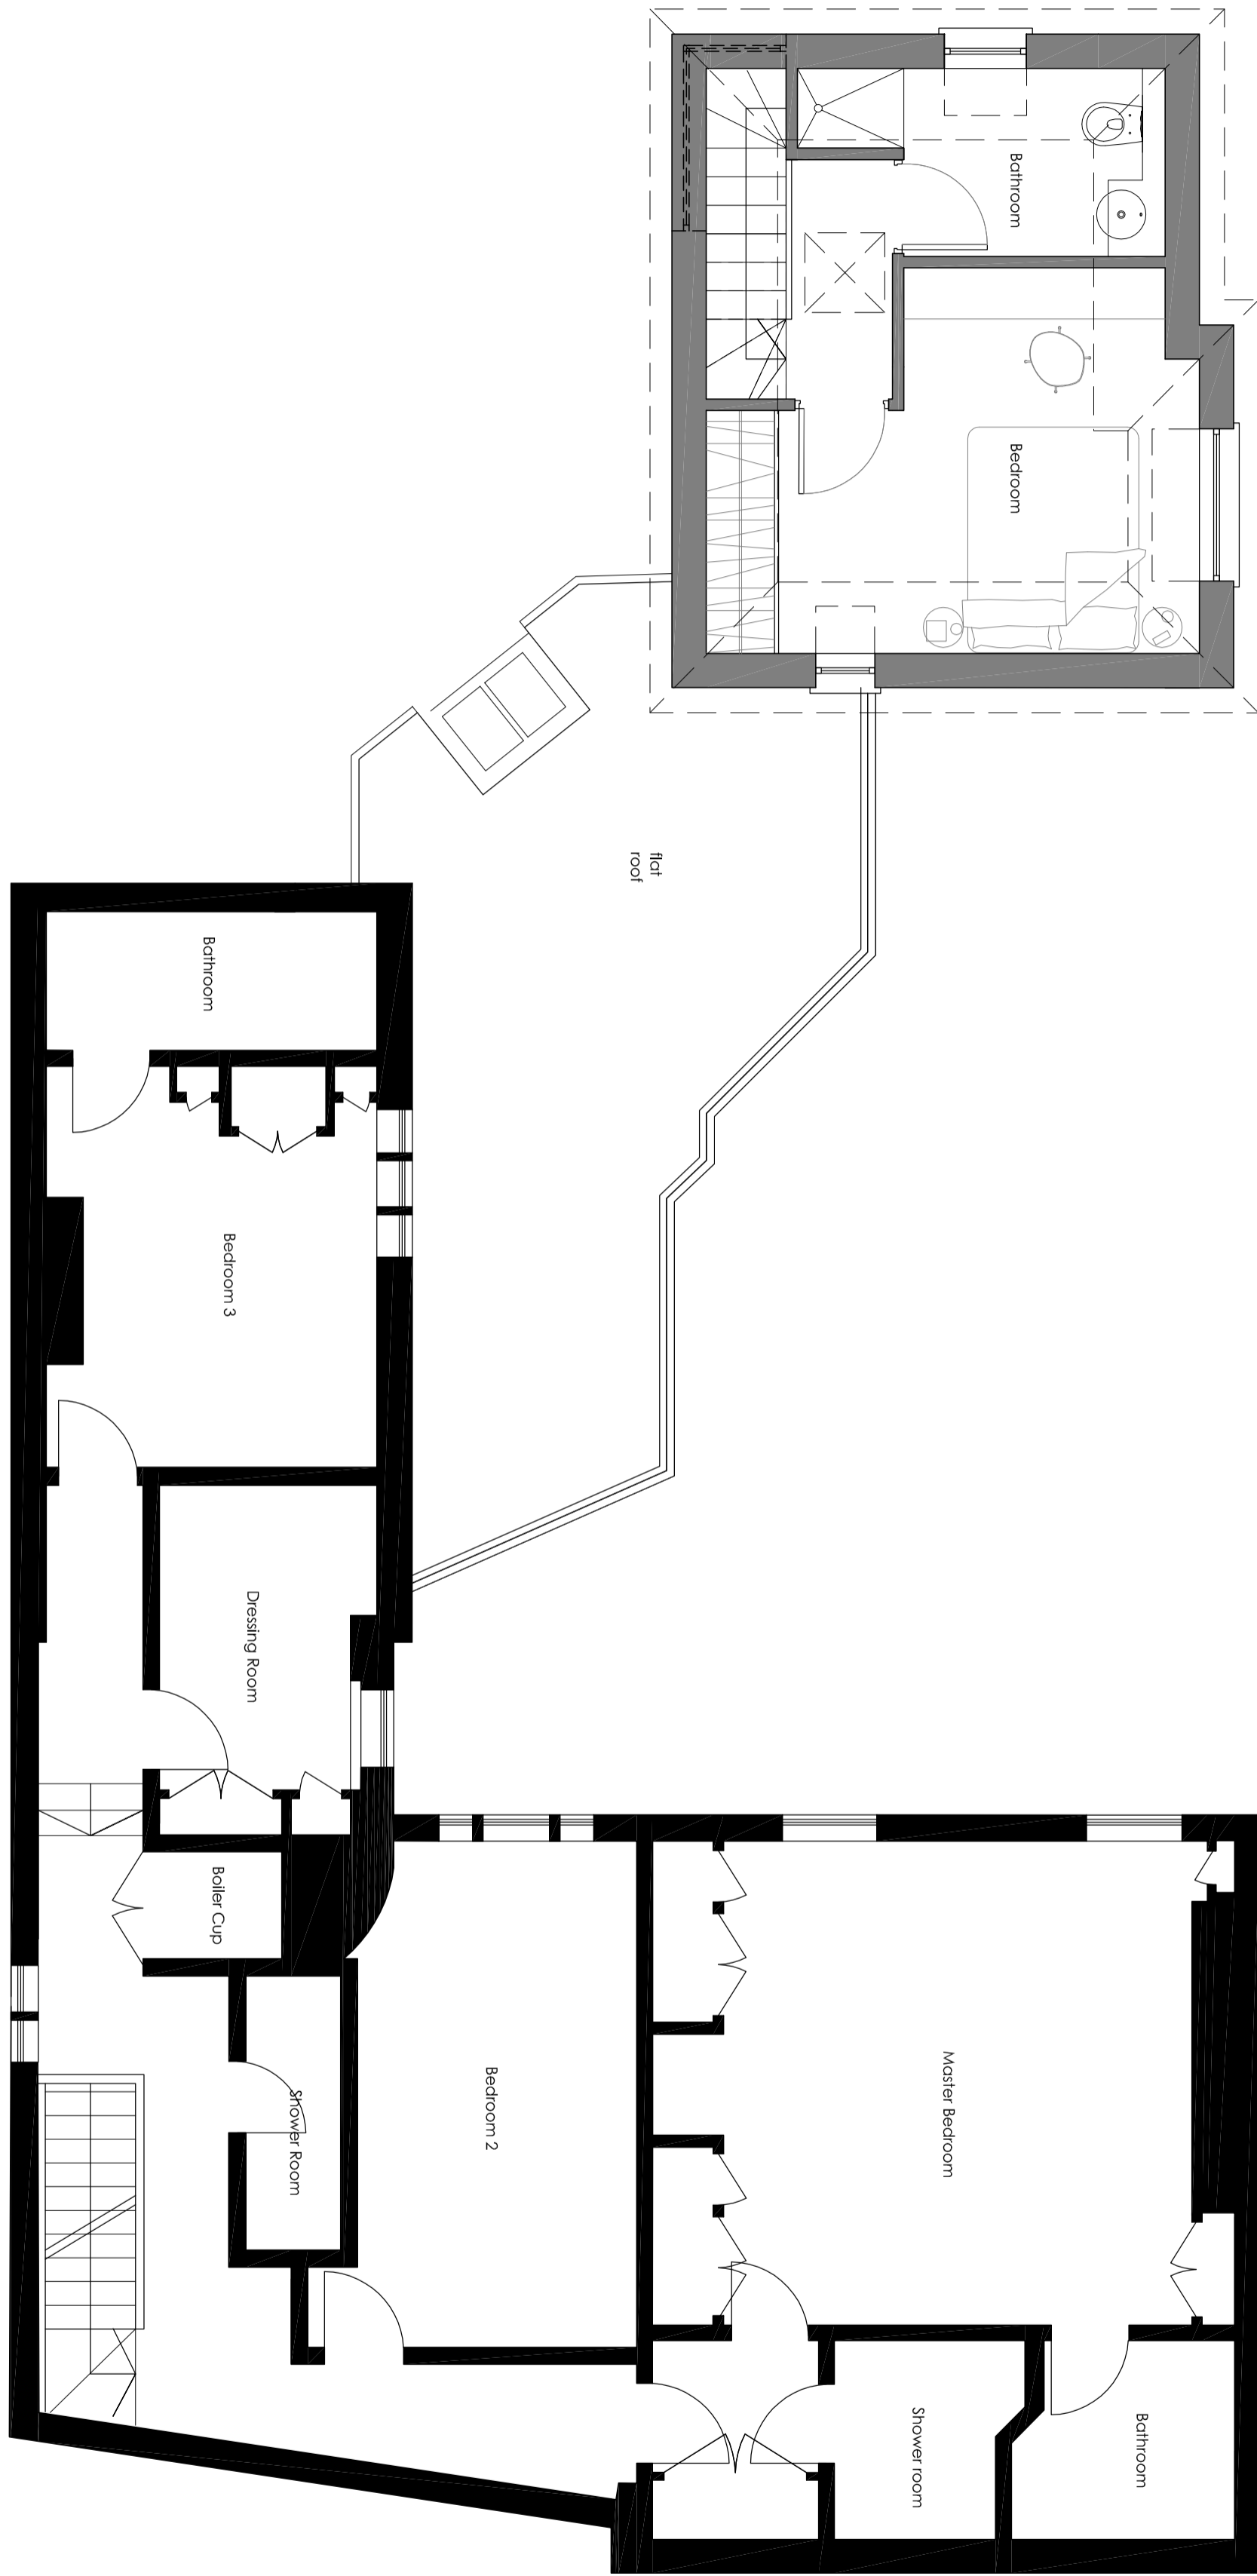 Bathroom
Bedroom
flat
roof
Bathroom
Bedroom 3
Dressing Room
Boiler Cup
Shower Room
Bedroom 2
Master Bedroom
Shower room
Bathroom